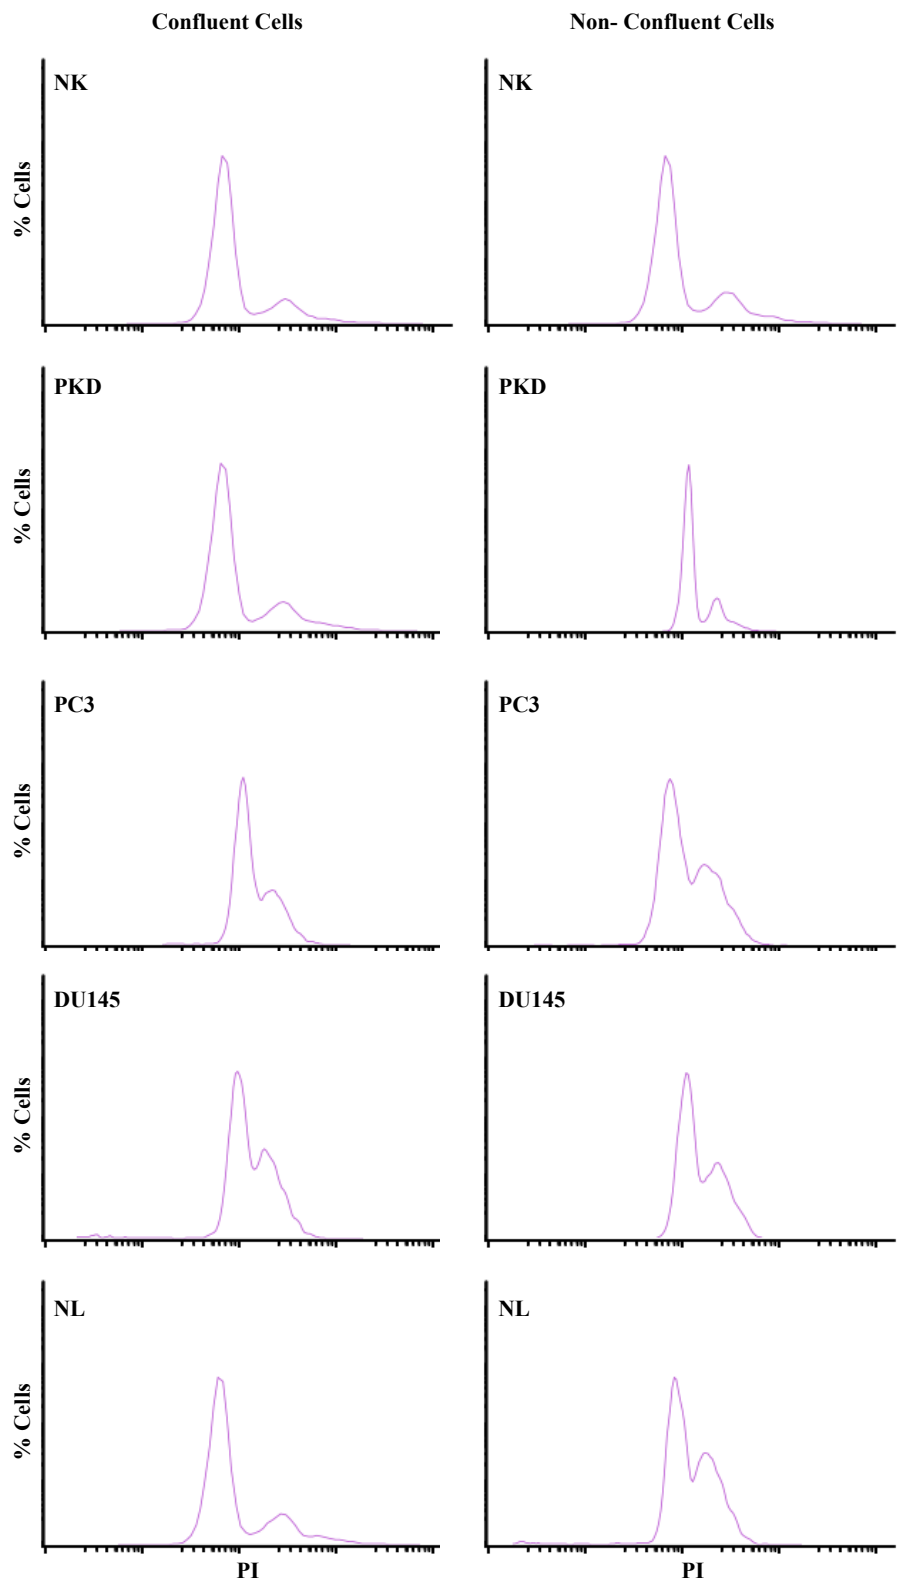 Confluent Cells
Non- Confluent Cells
NK
NK
% Cells
PKD
PKD
% Cells
PC3
PC3
% Cells
DU145
DU145
% Cells
NL
NL
% Cells
PI
PI